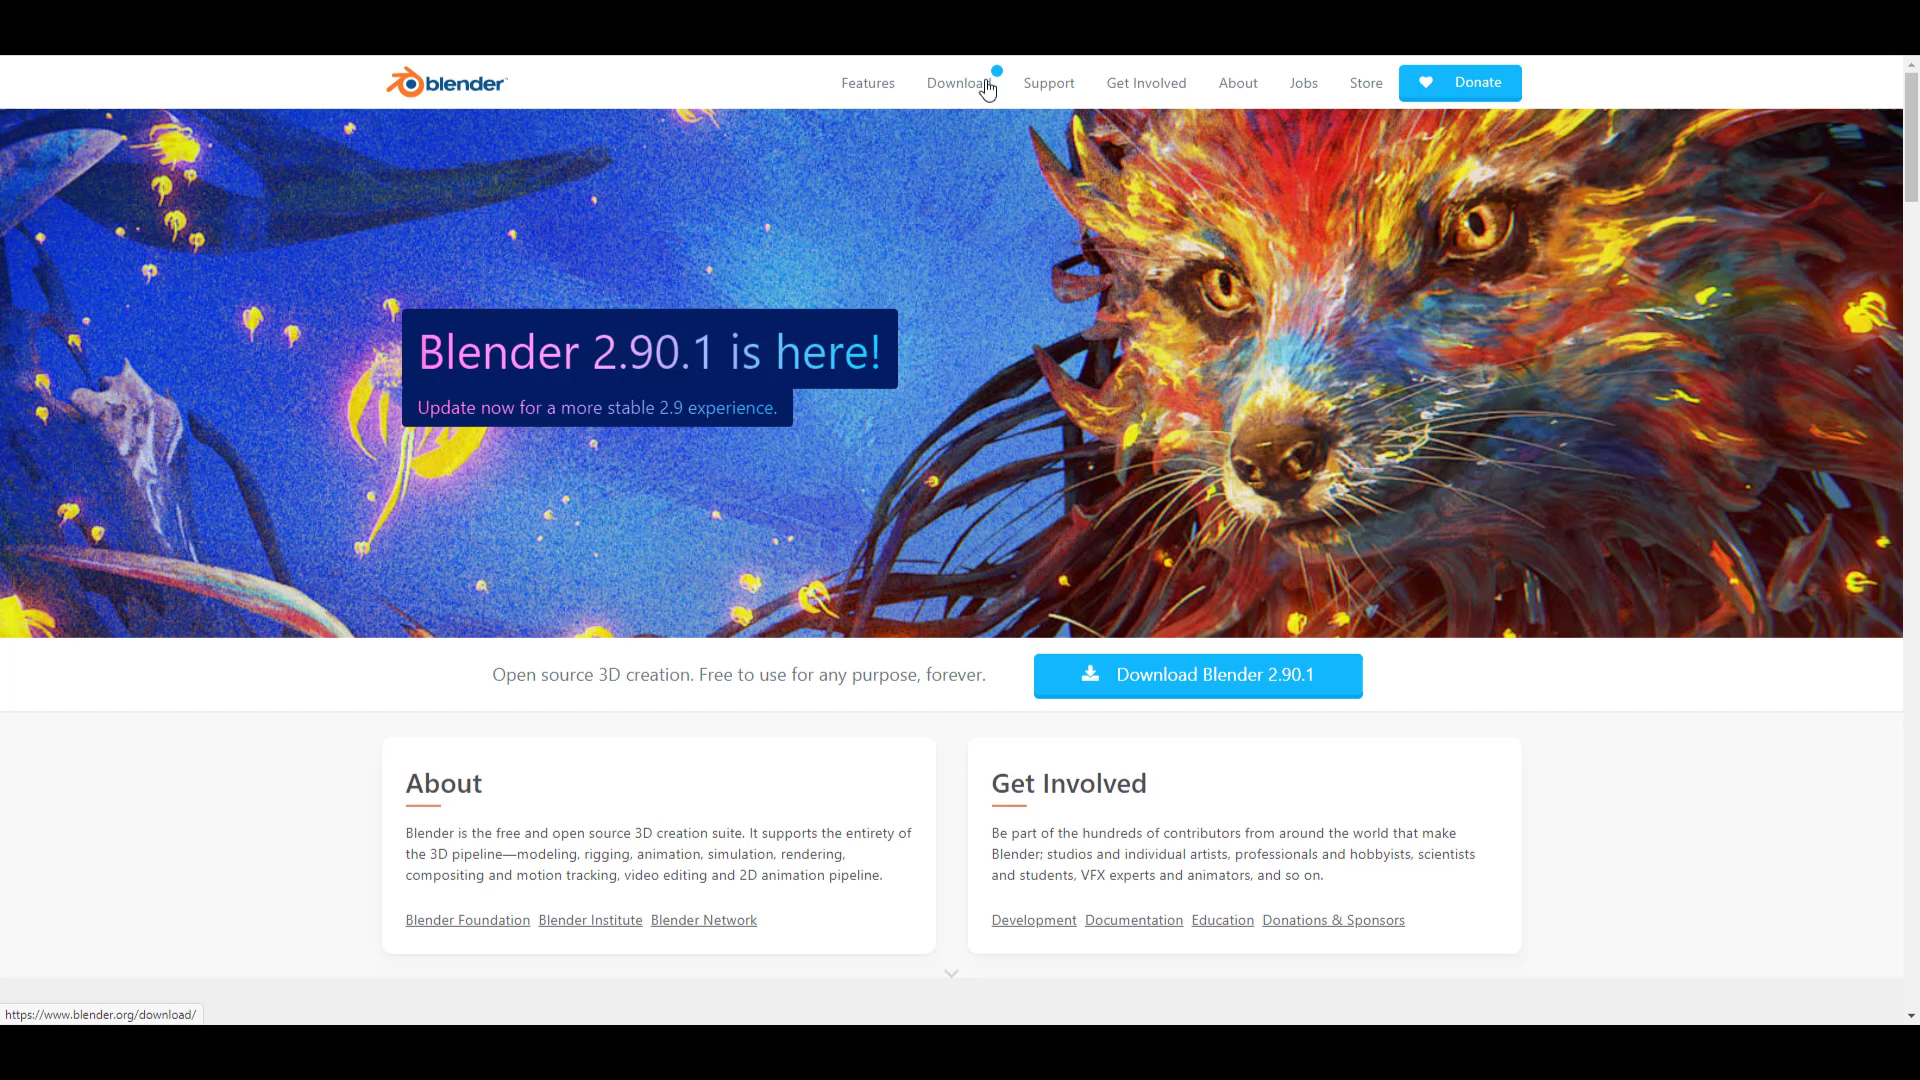 blender
Features Download Support Get Involved About Jobs Store Donate
Blender 2.90.1 is here!
Update now for a more stable 2.9 experience.
Open source 3D creation. Free to use for any purpose, forever.
Download Blender 2.90.1
About
Blender is the free and open source 3D creation suite. It supports the entirety of
the 3D pipeline—modeling, rigging, animation, simulation, rendering,
compositing and motion tracking, video editing and 2D animation pipeline.
Blender Foundation Blender Institute Blender Network
Get Involved
Be part of the hundreds of contributors from around the world that make
Blender; studios and individual artists, professionals and hobbyists, scientists
and students, VFX experts and animators, and so on.
Development Documentation Education Donations & Sponsors
https://www.blender.org/download/